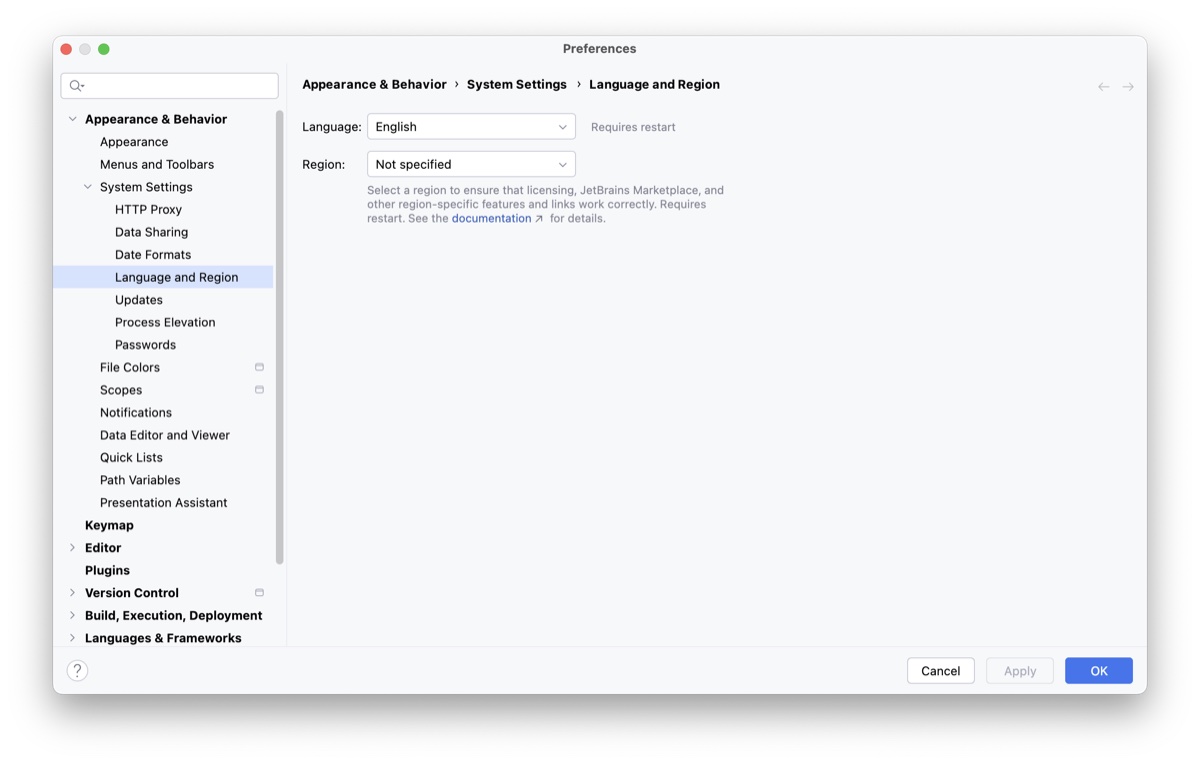 Preferences
Appearance & Behavior
Appearance
Menus and Toolbars
System Settings
HTTP Proxy
Data Sharing
Date Formats
Language and Region
Updates
Process Elevation
Passwords
File Colors
Scopes
Notifications
Data Editor and Viewer
Quick Lists
Path Variables
Presentation Assistant
Keymap
Editor
Plugins
Version Control
Build, Execution, Deployment
Languages & Frameworks
Appearance & Behavior › System Settings › Language and Region
Language: English Requires restart
Region: Not specified
Select a region to ensure that licensing, JetBrains Marketplace, and
other region-specific features and links work correctly. Requires
restart. See the documentation ↗ for details.
? Cancel Apply OK